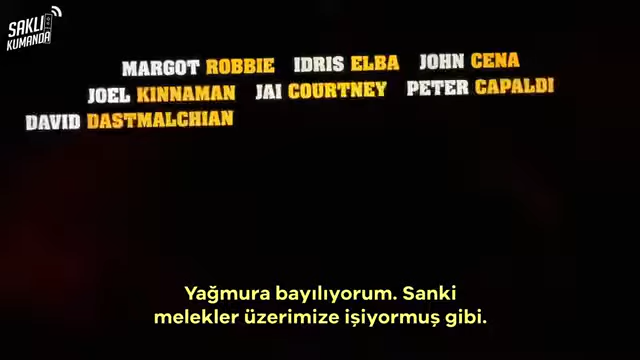 SAKLI
KUMANDA
MARGOT ROBBIE IDRIS ELBA JOHN CENA
JOEL KINNAMAN JAI COURTNEY PETER CAPALDI
DAVID DASTMALCHIAN
Yağmura bayılıyorum. Sanki
melekler üzerimize işiyormuş gibi.